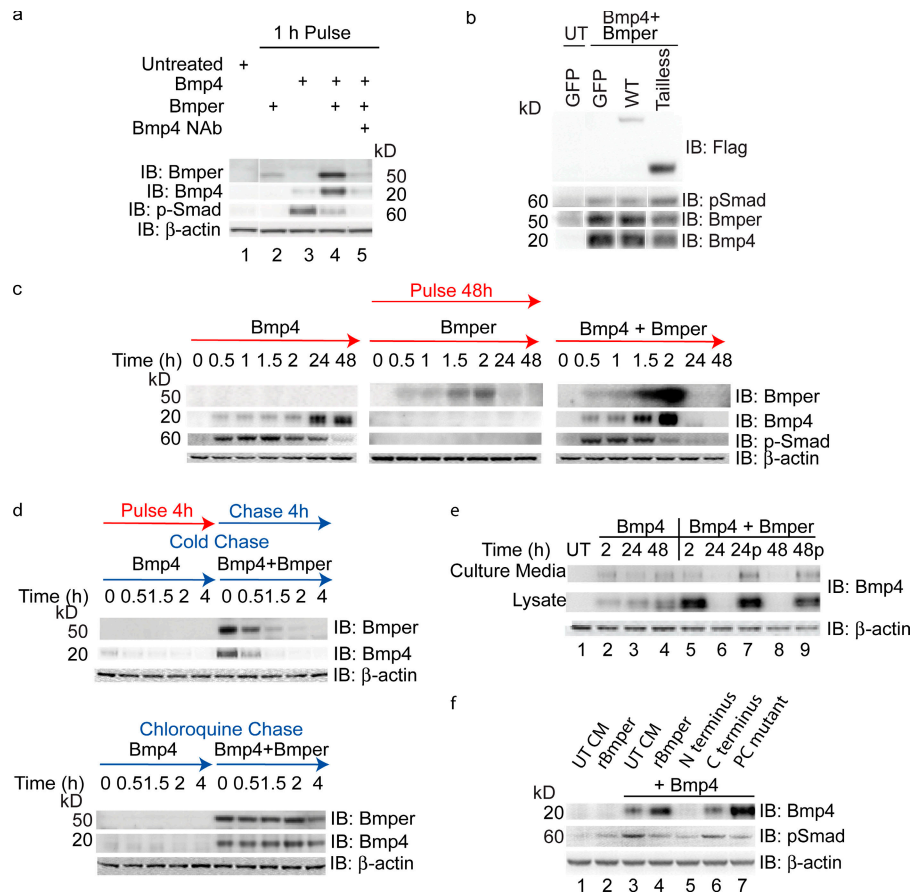 a
1 h Pulse
Untreated +
Bmp4 + + +
Bmper + + +
Bmp4 NAb +
kD
IB: Bmper 50
IB: Bmp4 20
IB: p-Smad 60
IB: β-actin
1 2 3 4 5
b
Bmp4+
UT Bmper
GFP GFP WT Tailless
kD
IB: Flag
60 IB: pSmad
50 IB: Bmper
20 IB: Bmp4
c
Pulse 48h
Bmp4 Bmper Bmp4 + Bmper
Time (h) 0 0.5 1 1.5 2 24 48 0 0.5 1 1.5 2 24 48 0 0.5 1 1.5 2 24 48
kD
50 IB: Bmper
20 IB: Bmp4
60 IB: p-Smad
IB: β-actin
d
Pulse 4h Chase 4h
Cold Chase
Bmp4 Bmp4+Bmper
Time (h) 0 0.5 1.5 2 4 0 0.5 1.5 2 4
kD
50 IB: Bmper
20 IB: Bmp4
IB: β-actin
Chloroquine Chase
Bmp4 Bmp4+Bmper
Time (h) 0 0.5 1.5 2 4 0 0.5 1.5 2 4
kD
50 IB: Bmper
20 IB: Bmp4
IB: β-actin
e
Bmp4 Bmp4 + Bmper
Time (h) UT 2 24 48 2 24 24p 48 48p
Culture Media
IB: Bmp4
Lysate
IB: β-actin
1 2 3 4 5 6 7 8 9
f
UT CM rBmper UT CM rBmper N terminus C terminus PC mutant
+ Bmp4
20 IB: Bmp4
60 IB: pSmad
IB: β-actin
1 2 3 4 5 6 7